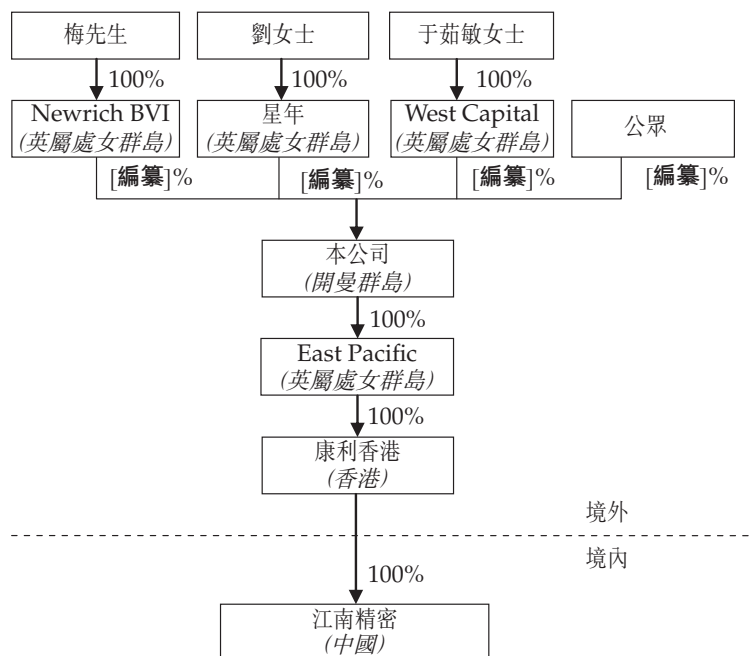 梅先生
劉女士
于茹敏女士
100%
100%
100%
Newrich BVI
(英屬處女群島)
星年
(英屬處女群島)
West Capital
(英屬處女群島)
公眾
[編纂]%
[編纂]%
[編纂]%
[編纂]%
本公司
(開曼群島)
100%
East Pacific
(英屬處女群島)
100%
康利香港
(香港)
境外
境內
100%
江南精密
(中國)